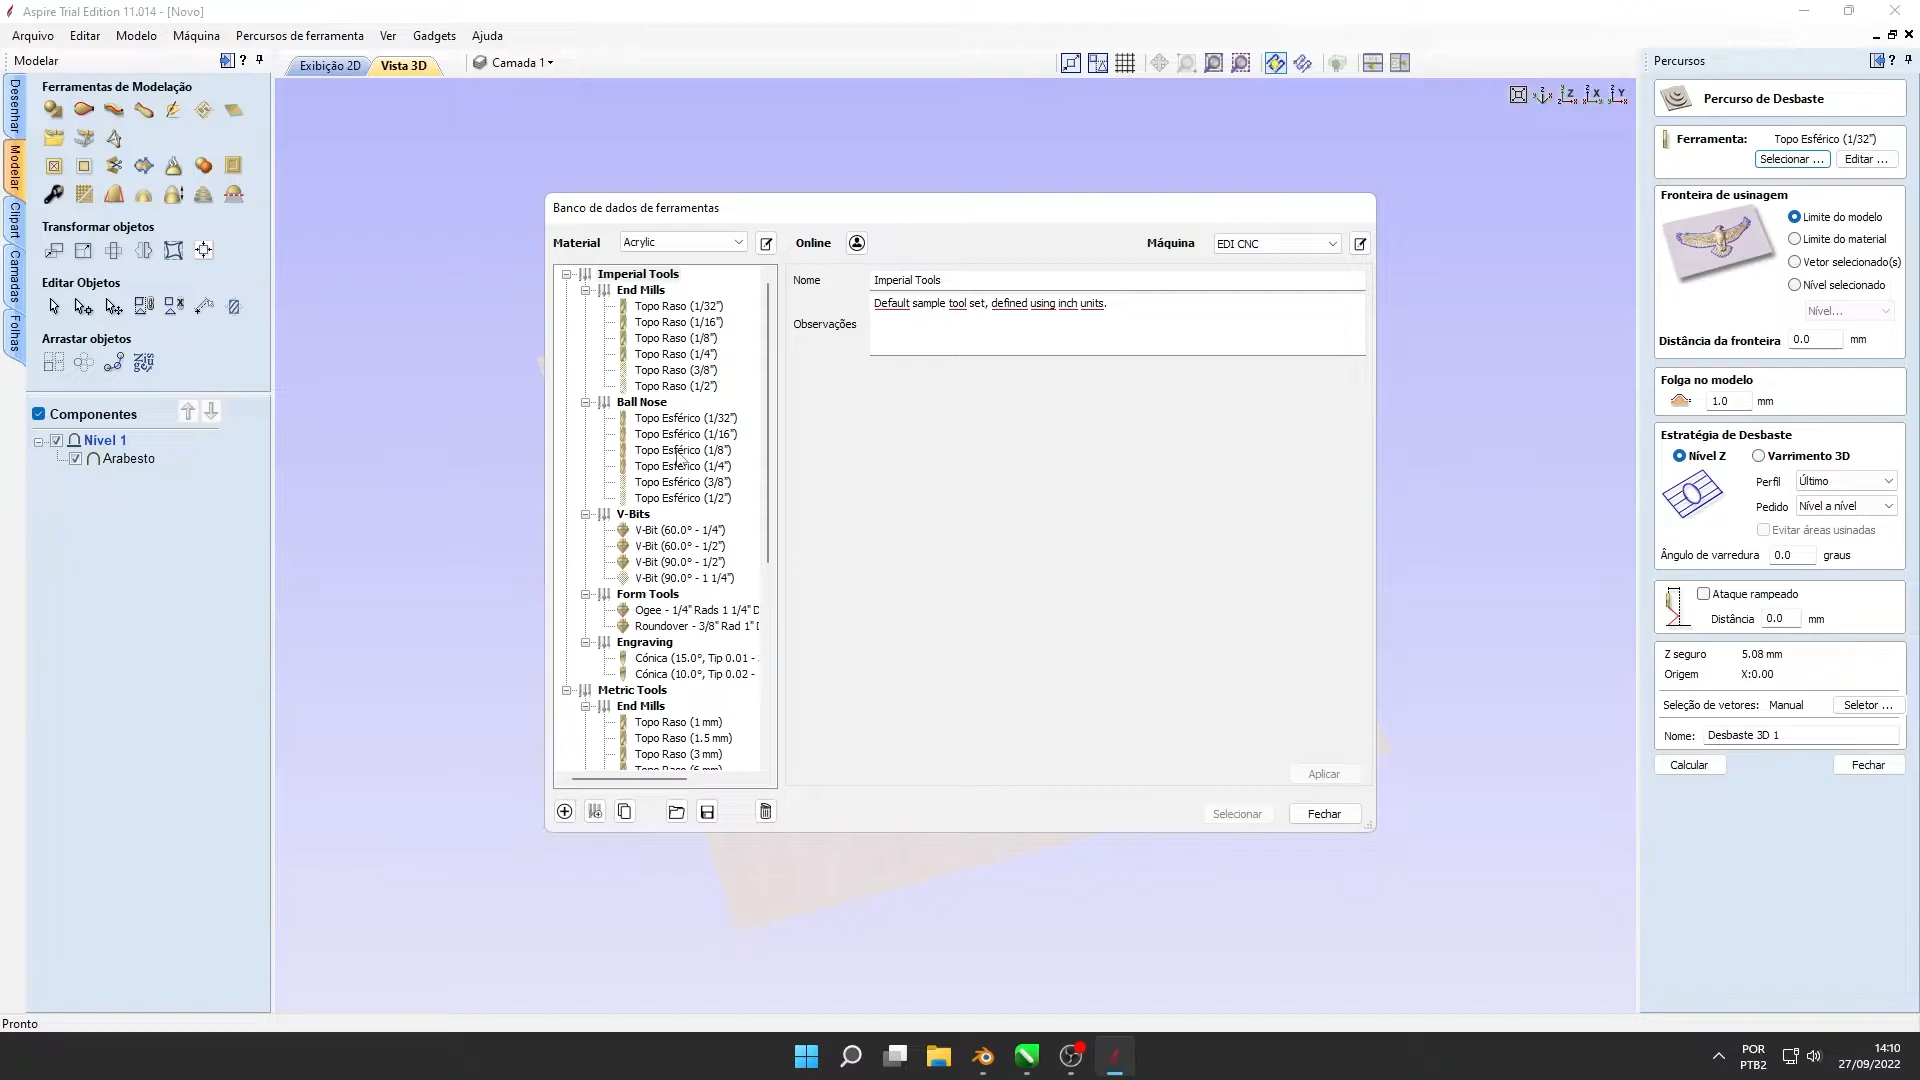 Aspire Trial Edition 11.014 - [Novo]
Arquivo Editar Modelo Máquina Percursos de ferramenta Ver Gadgets Ajuda
Modelar
?
Exibição 2D
Vista 3D
Camada 1
Percursos
?
Desenhar
Modelar
Clipart
Camadas
Folhas
Ferramentas de Modelação
Transformar objetos
Editar Objetos
Arrastar objetos
Componentes
Nível 1
Arabesto
Banco de dados de ferramentas
Material Acrylic Online Máquina EDI CNC
Imperial Tools
End Mills
Topo Raso (1/32")
Topo Raso (1/16")
Topo Raso (1/8")
Topo Raso (1/4")
Topo Raso (3/8")
Topo Raso (1/2")
Ball Nose
Topo Esférico (1/32")
Topo Esférico (1/16")
Topo Esférico (1/8")
Topo Esférico (1/4")
Topo Esférico (3/8")
Topo Esférico (1/2")
V-Bits
V-Bit (60.0° - 1/4")
V-Bit (60.0° - 1/2")
V-Bit (90.0° - 1/2")
V-Bit (90.0° - 1 1/4")
Form Tools
Ogee - 1/4" Rads 1 1/4" D
Roundover - 3/8" Rad 1" D
Engraving
Cónica (15.0°, Tip 0.01 -
Cónica (10.0°, Tip 0.02 -
Metric Tools
End Mills
Topo Raso (1 mm)
Topo Raso (1.5 mm)
Topo Raso (3 mm)
Topo Raso (6 mm)
Nome Imperial Tools
Observações Default sample tool set, defined using inch units.
Aplicar
Selecionar
Fechar
Z
X
Y
Percurso de Desbaste
Ferramenta: Topo Esférico (1/32")
Selecionar ... Editar ...
Fronteira de usinagem
Limite do modelo
Limite do material
Vetor selecionado(s)
Nível selecionado
Nível...
Distância da fronteira 0.0 mm
Folga no modelo
1.0 mm
Estratégia de Desbaste
Nível Z Varrimento 3D
Perfil Último
Pedido Nível a nível
Evitar áreas usinadas
Ângulo de varredura 0.0 graus
Ataque rampeado
Distância 0.0 mm
Z seguro 5.08 mm
Origem X:0.00
Seleção de vetores: Manual Seletor ...
Nome: Desbaste 3D 1
Calcular Fechar
Pronto
POR
PTB2
14:10
27/09/2022